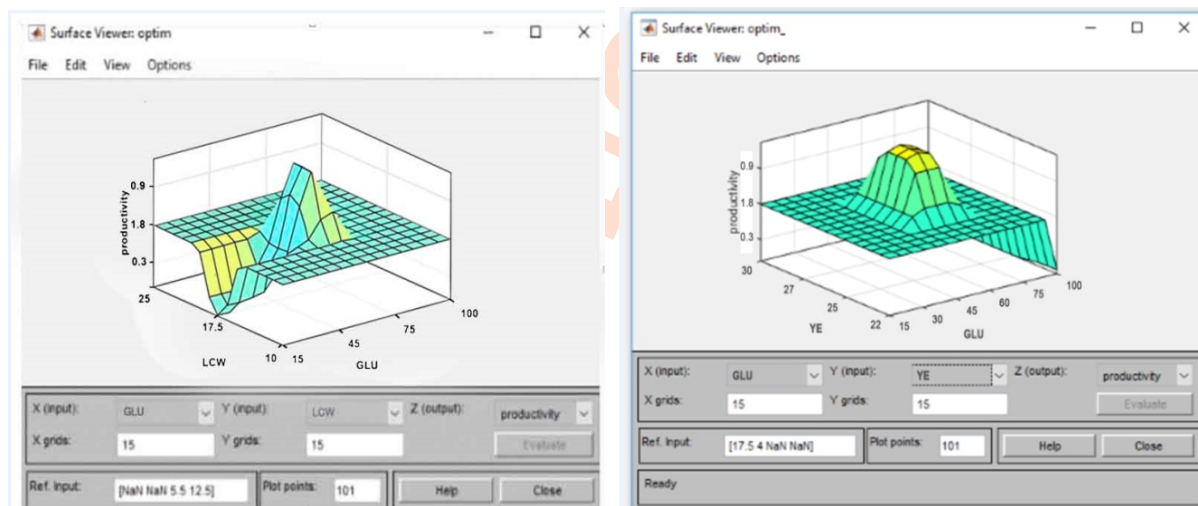 Surface Viewer: optim
File Edit View Options
productivity
0.9
1.8
0.3
25
17.5
10
LCW
15
45
75
100
GLU
X (input): GLU Y (input): LCW Z (output): productivity
X grids: 15 Y grids: 15 Evaluate
Ref. Input: [NaN NaN 5.5 12.5] Plot points: 101 Help Close
Surface Viewer: optim_
File Edit View Options
productivity
0.9
1.8
0.3
30
27
25
22
YE
15
30
45
60
75
100
GLU
X (input): GLU Y (input): YE Z (output): productivity
X grids: 15 Y grids: 15 Evaluate
Ref. Input: [17.5 4 NaN NaN] Plot points: 101 Help Close
Ready